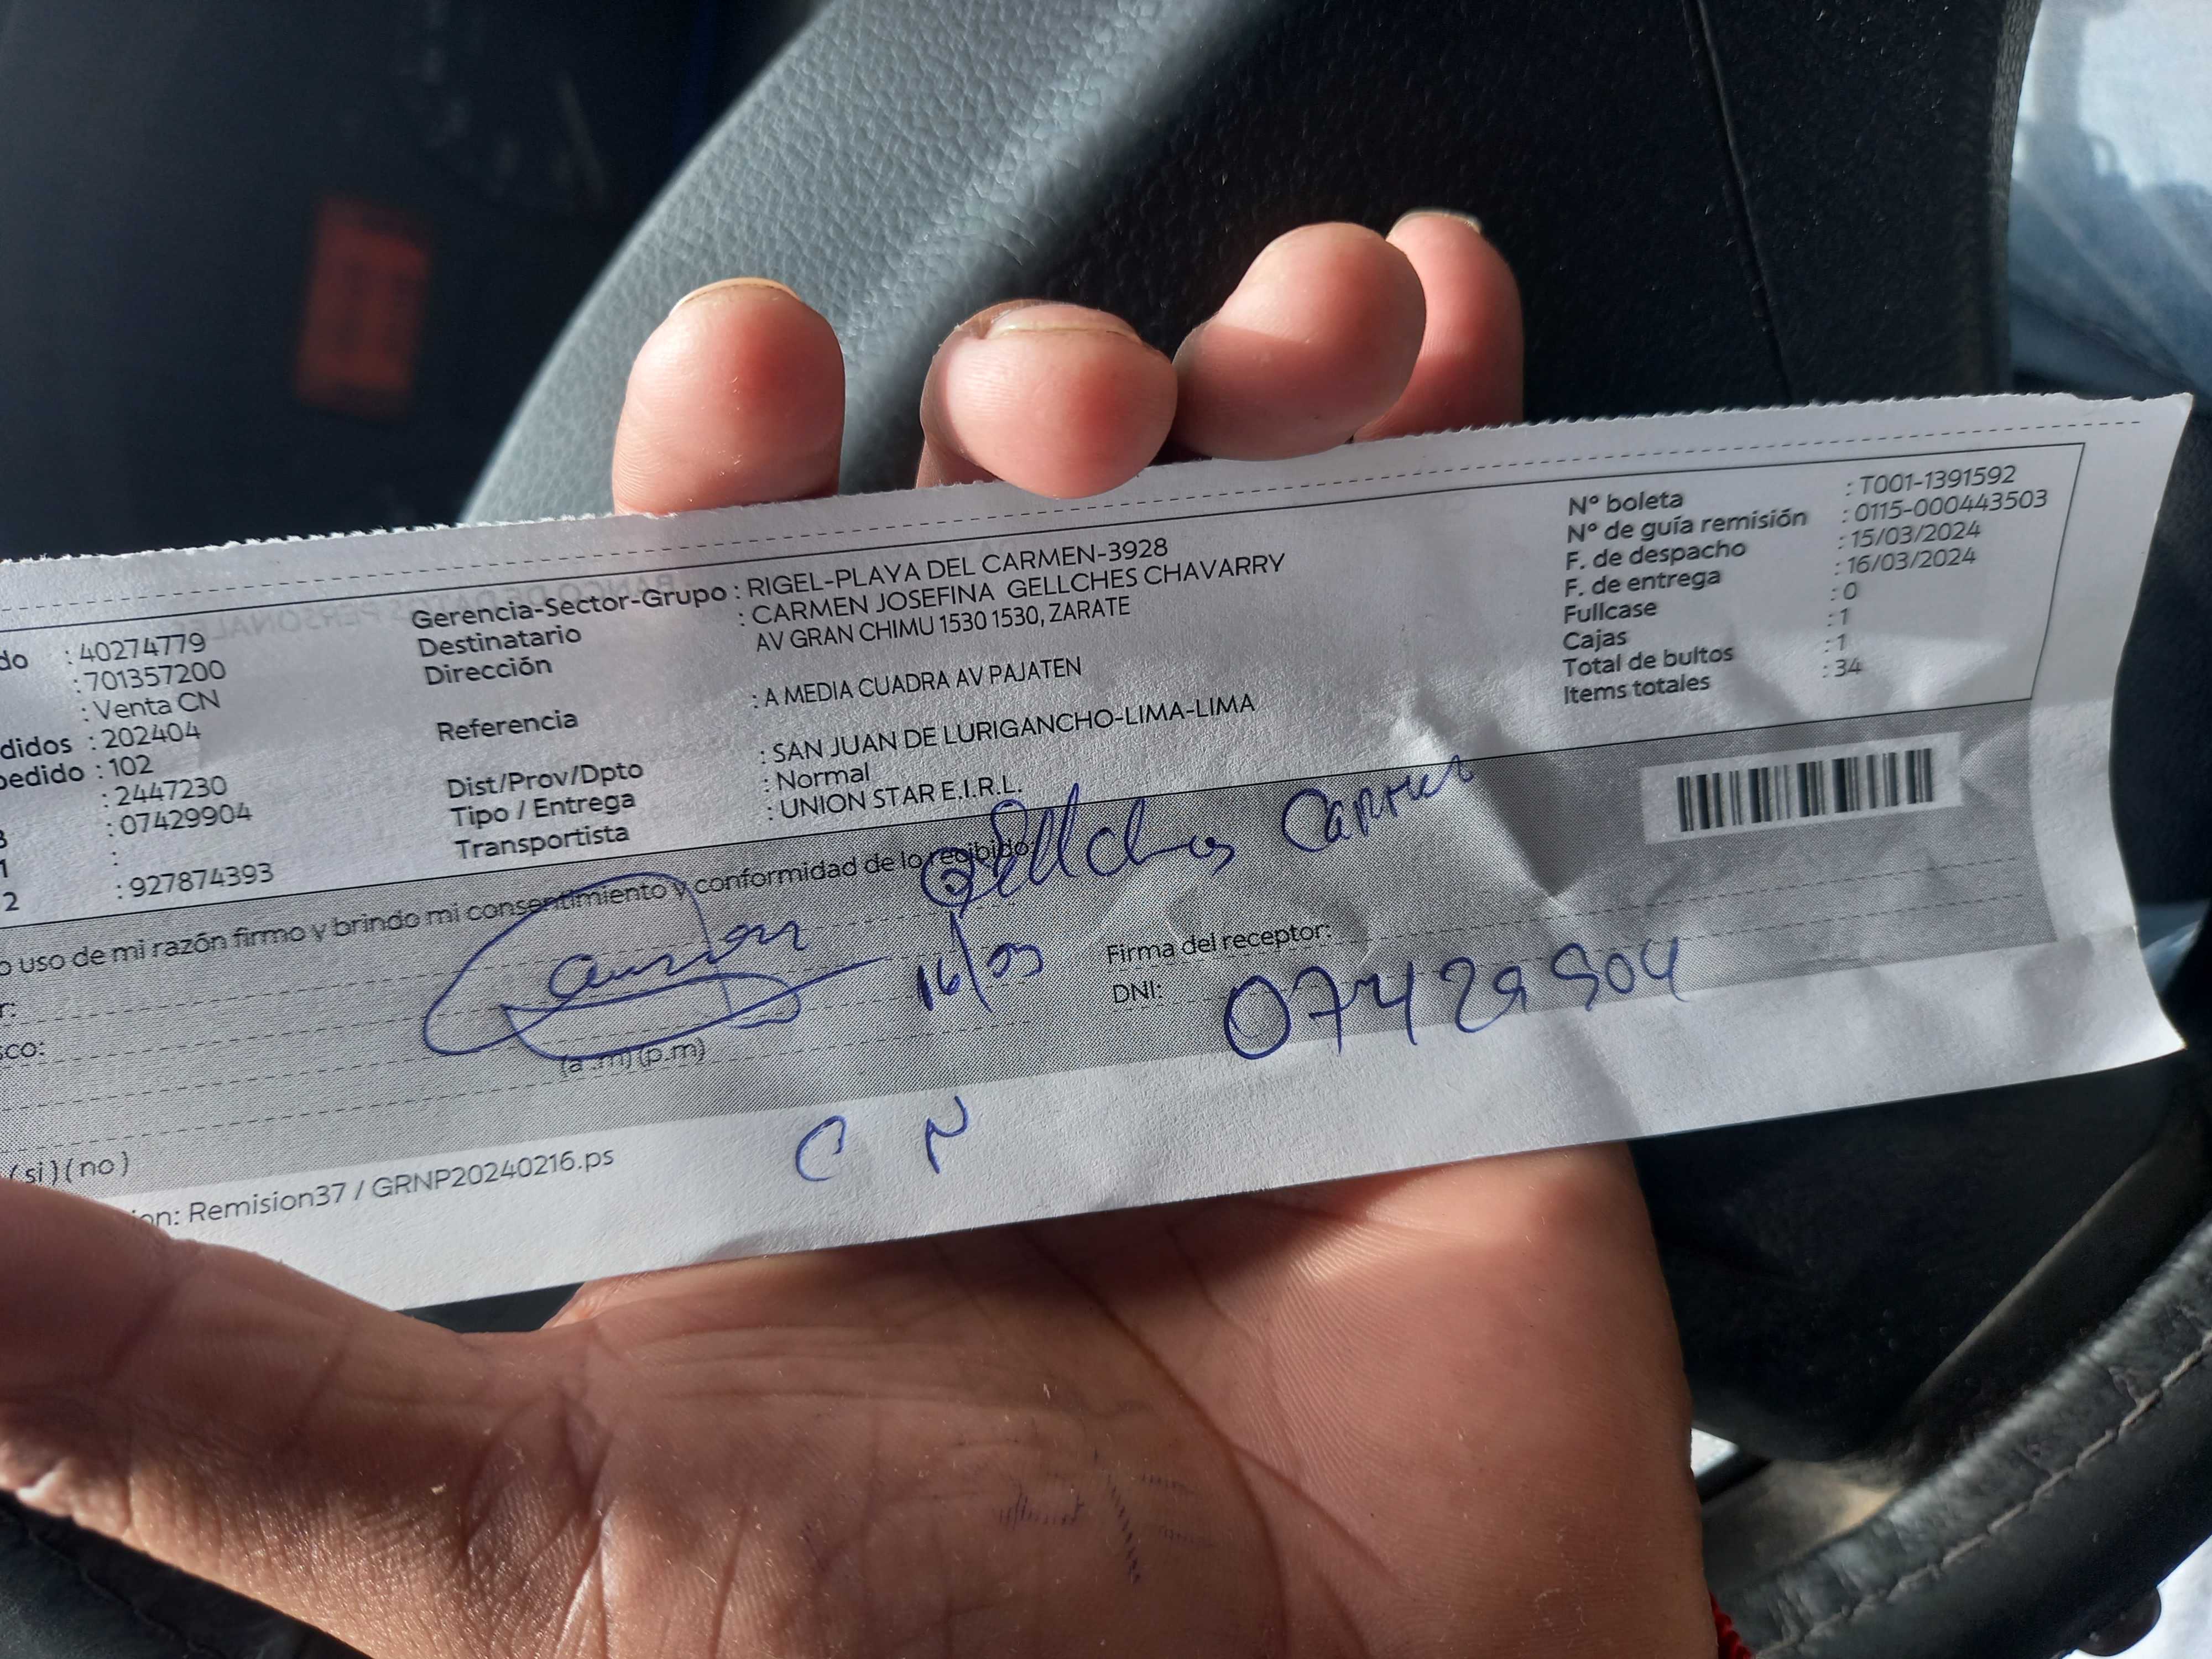 do : 40274779
: 701357200
: Venta CN
didos : 202404
pedido : 102
: 2447230
: 07429904
1 :
2 : 927874393
Gerencia-Sector-Grupo : RIGEL-PLAYA DEL CARMEN-3928
Destinatario : CARMEN JOSEFINA GELLCHES CHAVARRY
Dirección AV GRAN CHIMU 1530 1530, ZARATE
Referencia : A MEDIA CUADRA AV PAJATEN
Dist/Prov/Dpto : SAN JUAN DE LURIGANCHO-LIMA-LIMA
Tipo / Entrega : Normal
Transportista : UNION STAR E.I.R.L.
Nº boleta : T001-1391592
Nº de guía remisión : 0115-000443503
F. de despacho : 15/03/2024
F. de entrega : 16/03/2024
Fullcase : 0
Cajas : 1
Total de bultos : 1
Items totales : 34
o uso de mi razón firmo y brindo mi consentimiento y conformidad de lo recibido:
Gellches Carmen
r:
16/03
Firma del receptor:
sco:
DNI: 07429904
(a .m) (p.m)
C N
(si) (no)
ion: Remision37 / GRNP20240216.ps